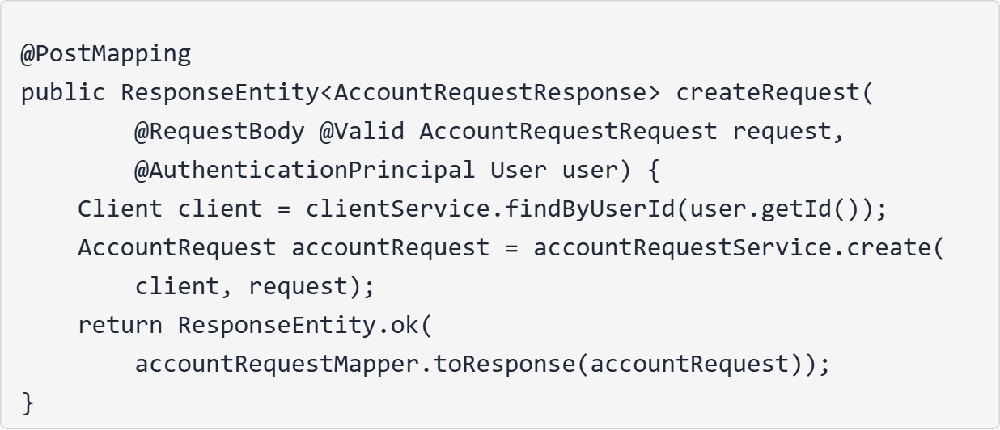 @PostMapping
public ResponseEntity<AccountRequestResponse> createRequest(
        @RequestBody @Valid AccountRequestRequest request,
        @AuthenticationPrincipal User user) {
    Client client = clientService.findByUserId(user.getId());
    AccountRequest accountRequest = accountRequestService.create(
        client, request);
    return ResponseEntity.ok(
        accountRequestMapper.toResponse(accountRequest));
}